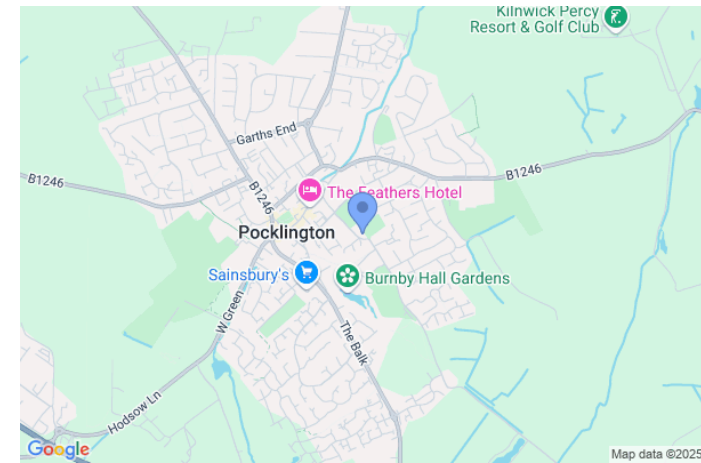 Kilnwick Percy
Resort & Golf Club
Garths End
B1246
B1246
B1246
The Feathers Hotel
Pocklington
Sainsbury's
Burnby Hall Gardens
W Green
The Balk
Hodsow Ln
Google
Map data ©2025